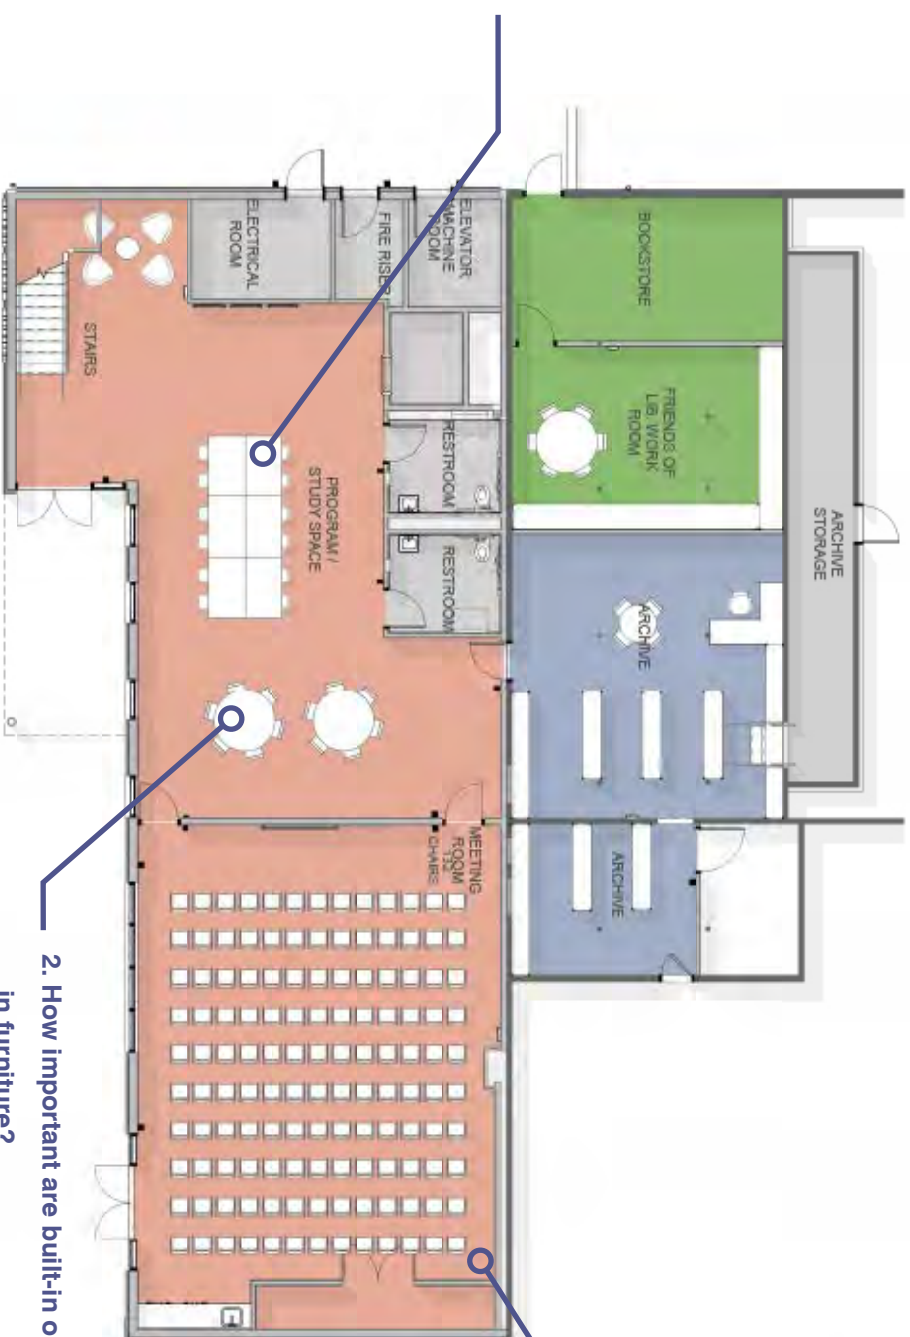 BOOKSTORE
FRIENDS OF
LIB. WORK
ROOM
ARCHIVE
STORAGE
ELEVATOR
MACHINE
ROOM
FIRE RISER
ELECTRICAL
ROOM
STAIRS
RESTROOM
RESTROOM
PROGRAM /
STUDY SPACE
ARCHIVE
ARCHIVE
MEETING
ROOM
132
CHAIRS
2. How important are built-in o
in furniture?